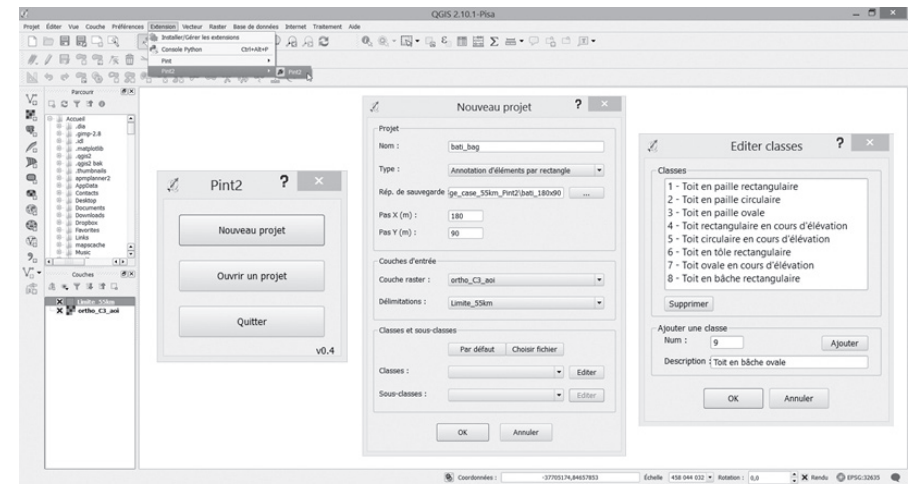 QGIS 2.10.1-Pisa
Projet Éditer Vue Couche Préférences Extension Vecteur Raster Base de données Internet Traitement Aide
Installer/Gérer les extensions
Console Python Ctrl+Alt+P
Pint
Pint2
Pint2
Parcourir
Accueil
.dia
.gimp-2.8
.idl
.matplotlib
.qgis2
.qgis2 bak
.thumbnails
apmplanner2
AppData
Contacts
Desktop
Documents
Downloads
Dropbox
Favorites
Links
mapscache
Music
Couches
Limite_55km
ortho_C3_aoi
Pint2 ?
Nouveau projet
Ouvrir un projet
Quitter
v0.4
Nouveau projet ?
Projet
Nom : bati_bag
Type : Annotation d'éléments par rectangle
Rép. de sauvegarde ge_case_55km_Pint2\bati_180x90 ...
Pas X (m) : 180
Pas Y (m) : 90
Couches d'entrée
Couche raster : ortho_C3_aoi
Délimitations : Limite_55km
Classes et sous-classes
Par défaut Choisir fichier
Classes : Editer
Sous-classes : Editer
OK Annuler
Editer classes ?
Classes
1 - Toit en paille rectangulaire
2 - Toit en paille circulaire
3 - Toit en paille ovale
4 - Toit rectangulaire en cours d'élévation
5 - Toit circulaire en cours d'élévation
6 - Toit en tôle rectangulaire
7 - Toit ovale en cours d'élévation
8 - Toit en bâche rectangulaire
Supprimer
Ajouter une classe
Num : 9 Ajouter
Description : Toit en bâche ovale
OK Annuler
Coordonnées : -37705174,84657853 Échelle 458 044 032 Rotation : 0,0 Rendu EPSG:32635